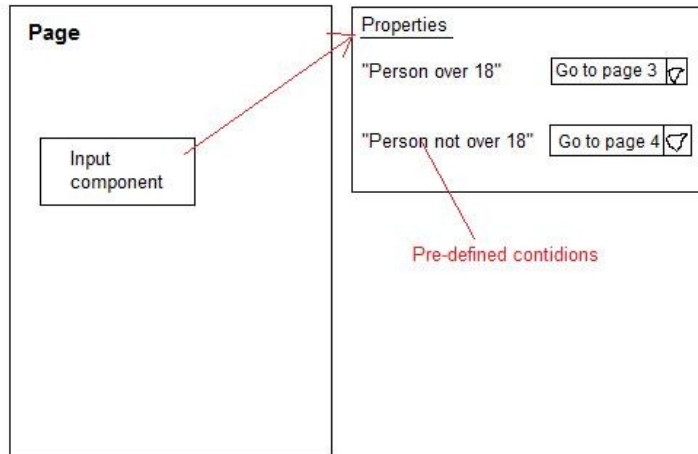 Page
Input
component
Properties
"Person over 18"
Go to page 3
"Person not over 18"
Go to page 4
Pre-defined contidions